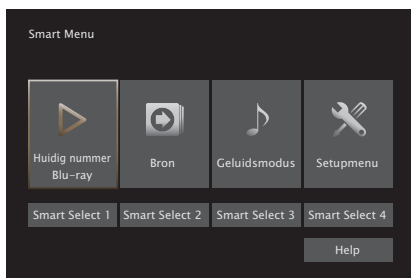 Smart Menu
Huidig nummer
Blu-ray
Bron
Geluidsmodus
Setupmenu
Smart Select 1
Smart Select 2
Smart Select 3
Smart Select 4
Help